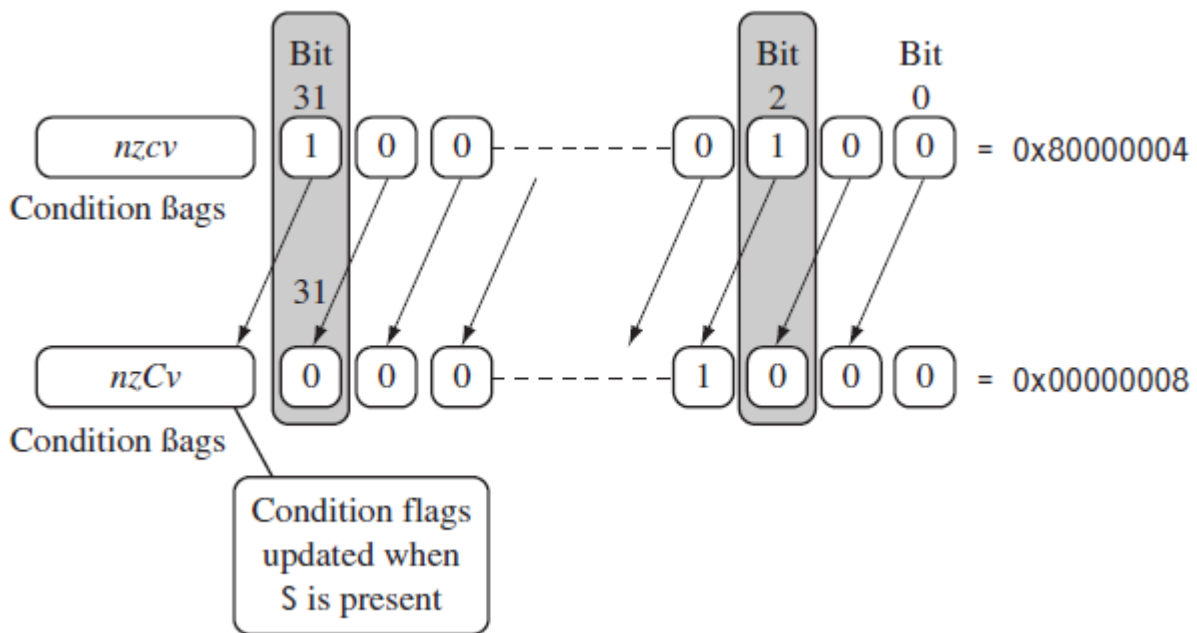 Bit Bit Bit
31 2 0
nzcv 1 0 0 0 1 0 0 = 0x80000004
Condition ßags
31
nzCv 0 0 0 1 0 0 0 = 0x00000008
Condition ßags
Condition flags
updated when
S is present